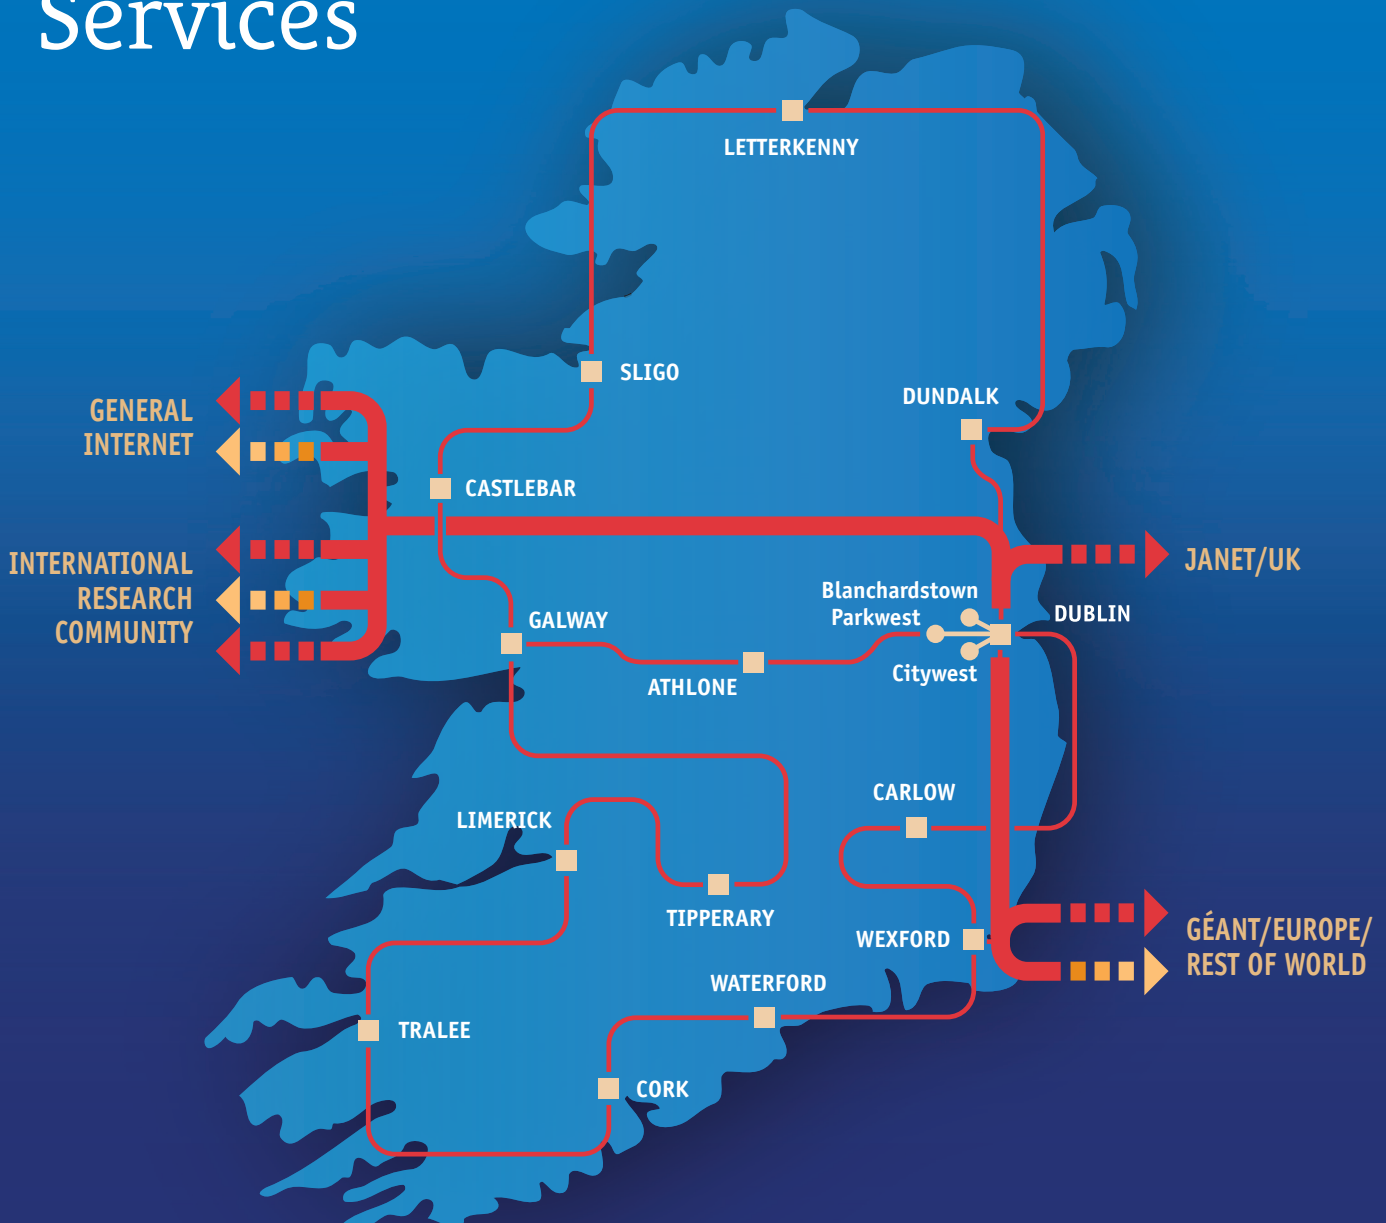 Services
LETTERKENNY
SLIGO
DUNDALK
GENERAL
INTERNET
CASTLEBAR
INTERNATIONAL
RESEARCH
COMMUNITY
JANET/UK
Blanchardstown
Parkwest
DUBLIN
GALWAY
Citywest
ATHLONE
CARLOW
LIMERICK
TIPPERARY
WEXFORD
GÉANT/EUROPE/
REST OF WORLD
WATERFORD
TRALEE
CORK